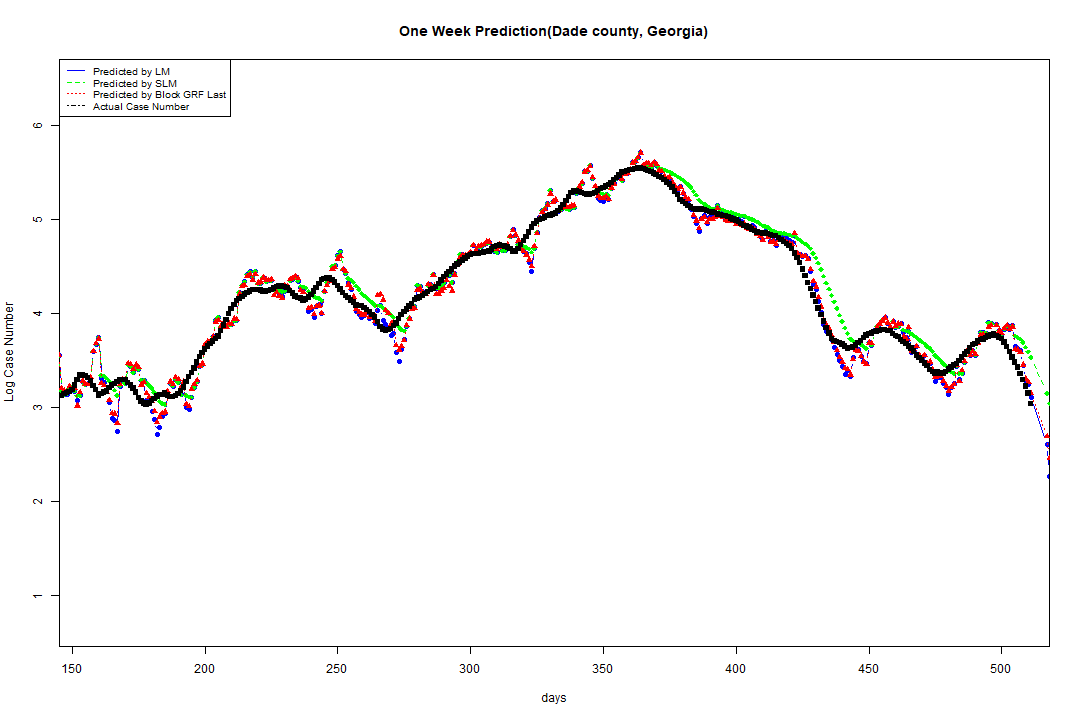 One Week Prediction(Dade county, Georgia)
Predicted by LM
Predicted by SLM
Predicted by Block GRF Last
Actual Case Number
6
5
4
3
2
1
Log Case Number
150 200 250 300 350 400 450 500
days